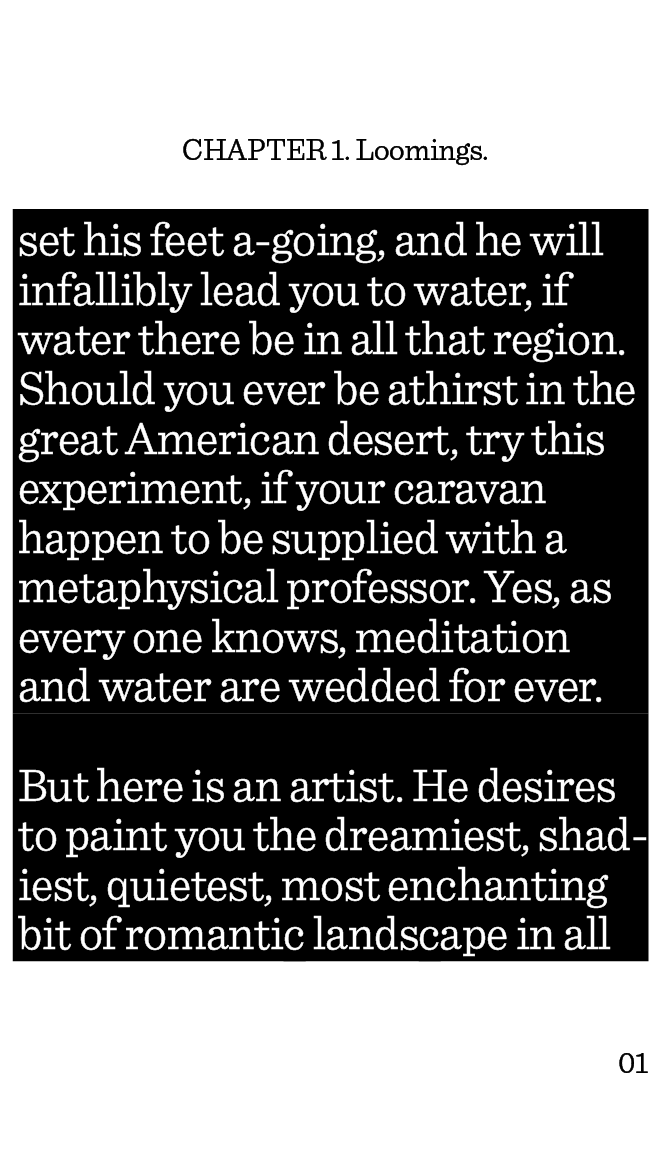 CHAPTER 1. Loomings.
set his feet a-going, and he will
infallibly lead you to water, if
water there be in all that region.
Should you ever be athirst in the
great American desert, try this
experiment, if your caravan
happen to be supplied with a
metaphysical professor. Yes, as
every one knows, meditation
and water are wedded for ever.
But here is an artist. He desires
to paint you the dreamiest, shad-
iest, quietest, most enchanting
bit of romantic landscape in all
01